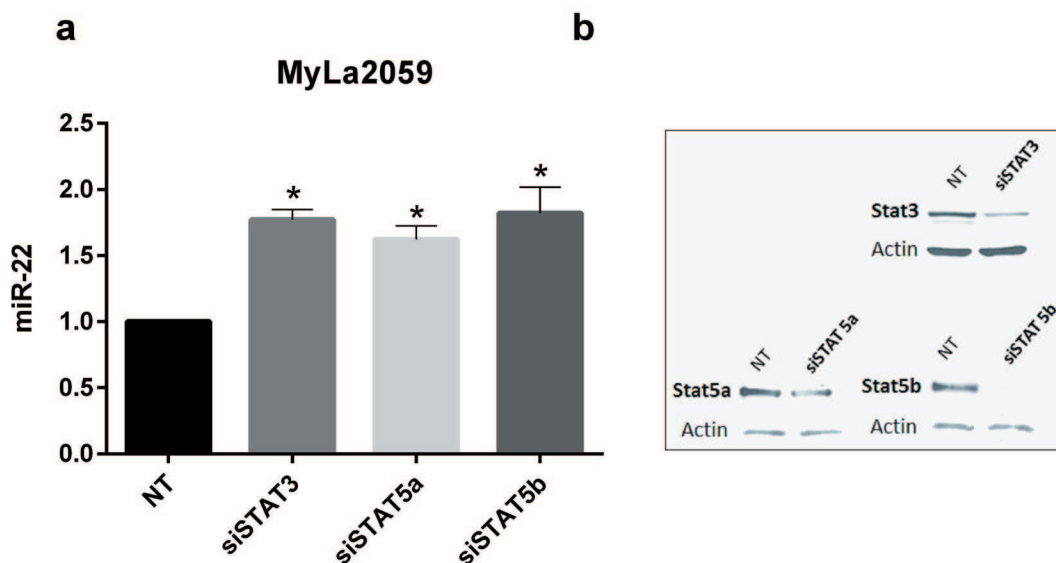 a
b
MyLa2059
miR-22
2.5
2.0
1.5
1.0
0.5
0.0
*
*
*
NT
siSTAT3
siSTAT5a
siSTAT5b
NT
siSTAT3
Stat3
Actin
NT
siSTAT 5a
Stat5a
Actin
NT
siSTAT 5b
Stat5b
Actin